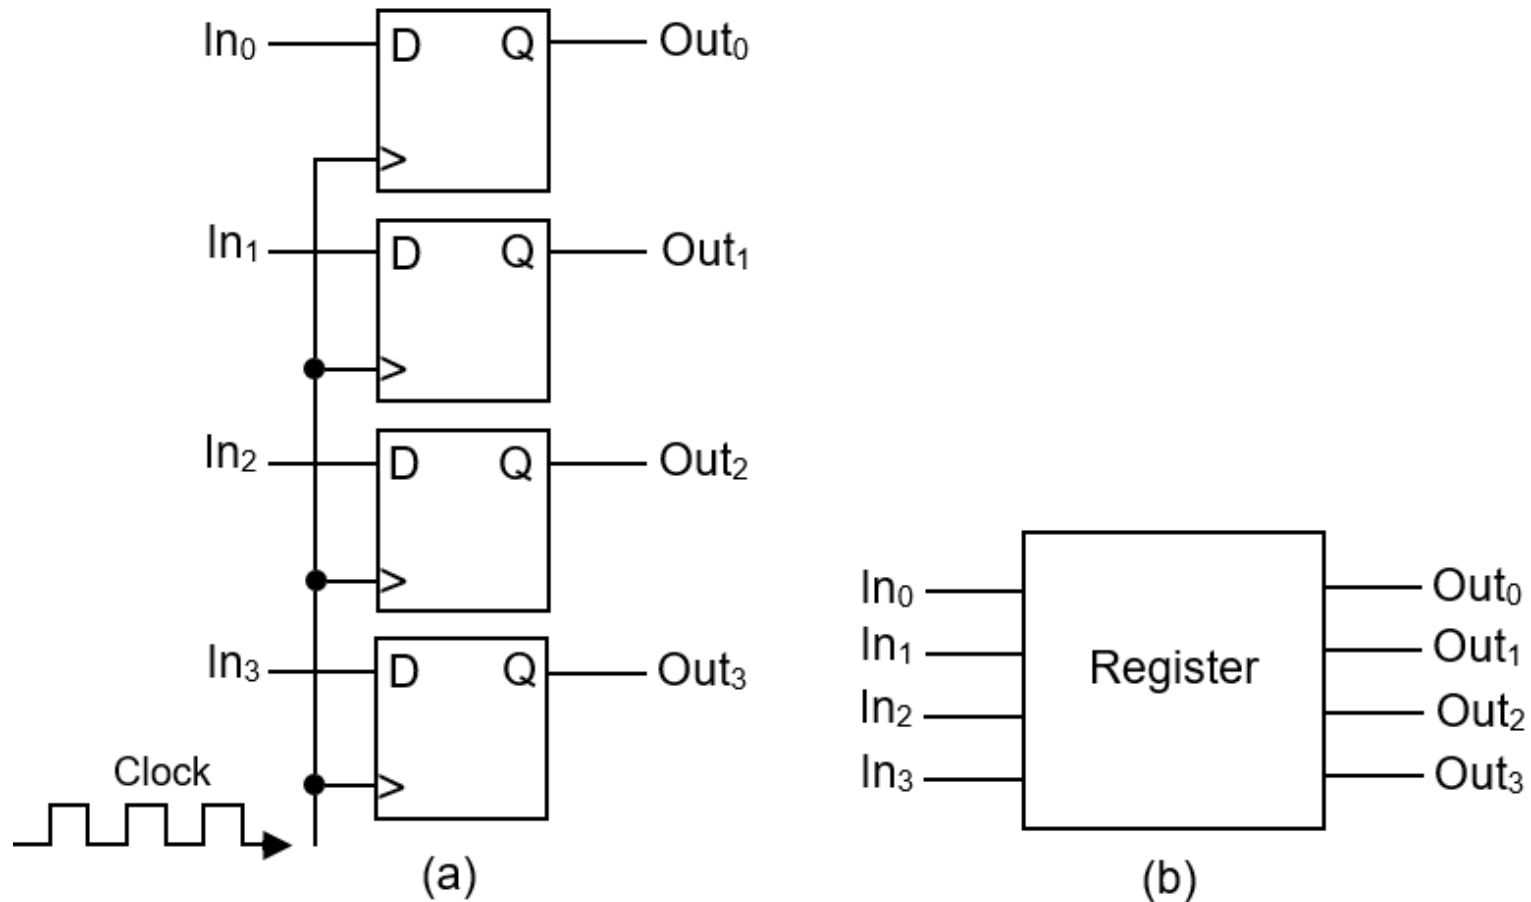 In0 D Q Out0
>
In1 D Q Out1
>
In2 D Q Out2
>
In3 D Q Out3
>
Clock
(a)
In0 Out0
In1 Out1
Register
In2 Out2
In3 Out3
(b)